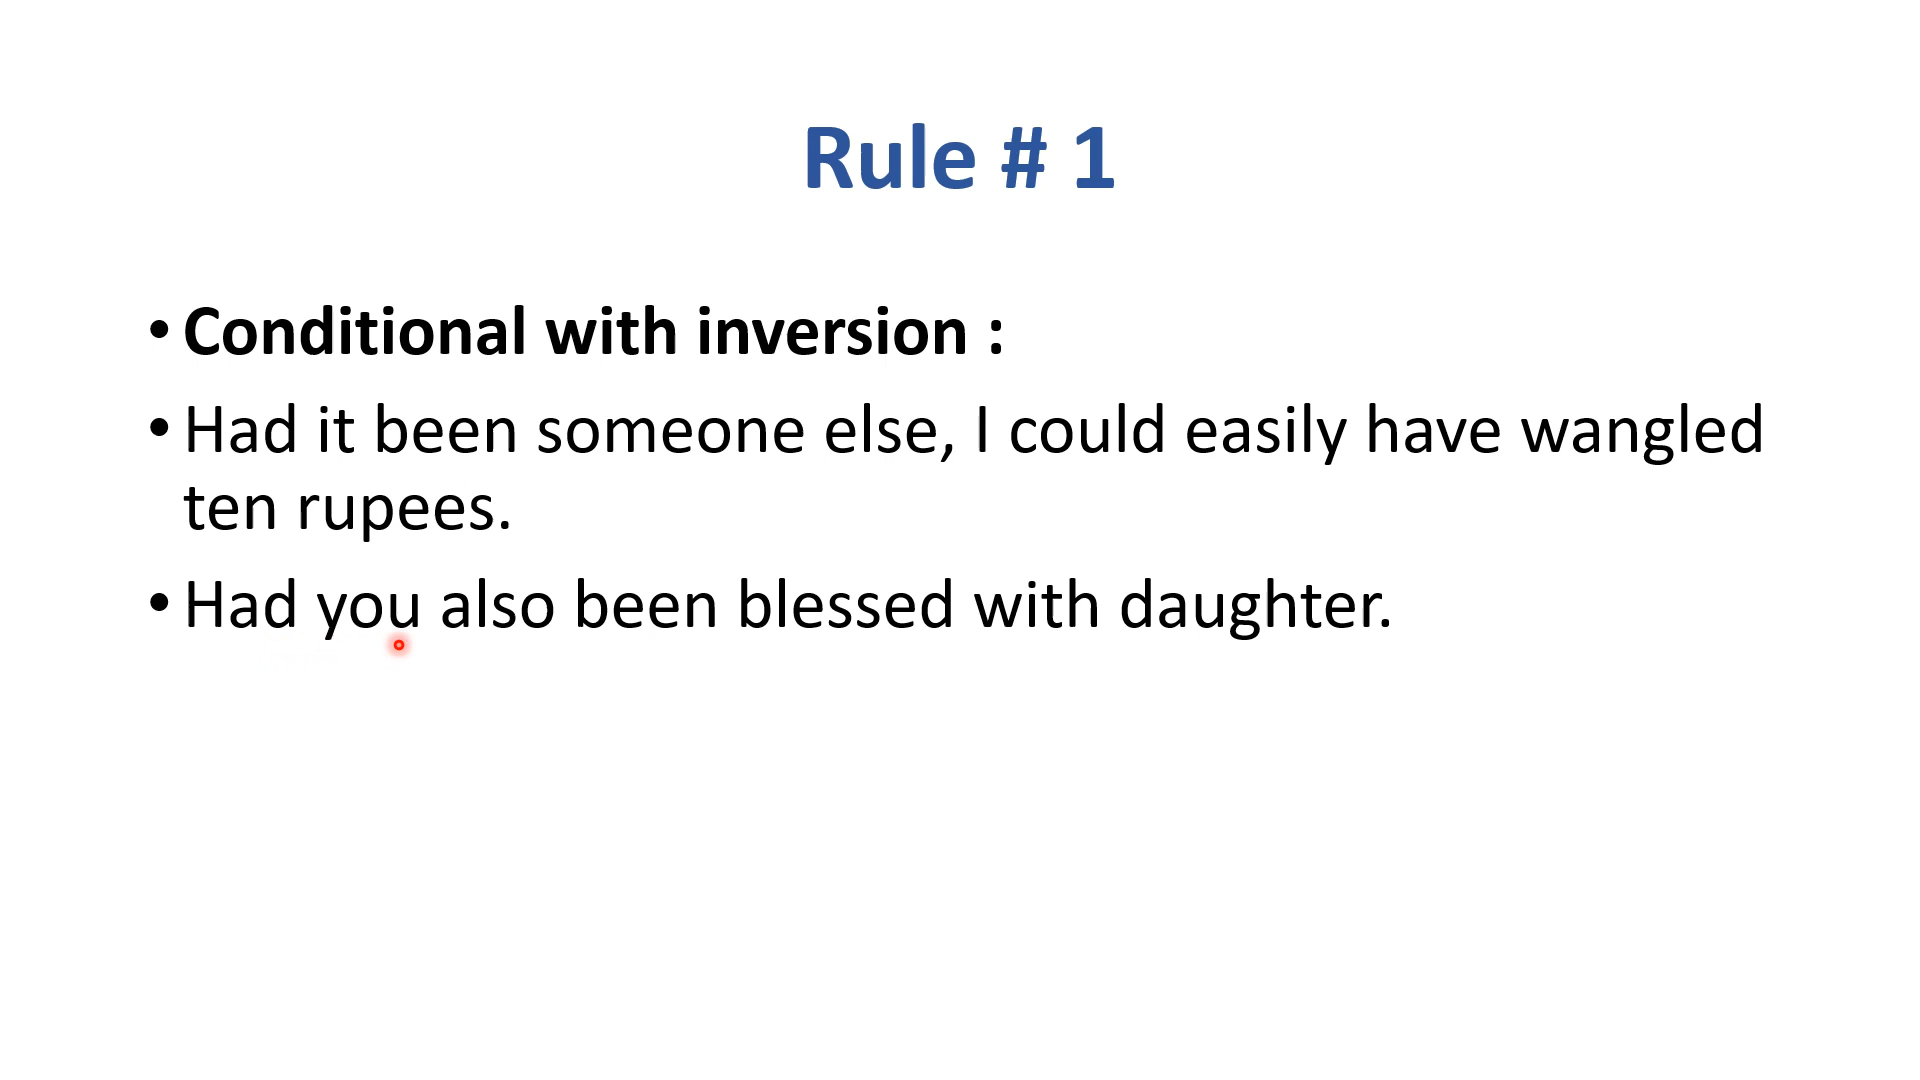 Rule # 1
• Conditional with inversion :
• Had it been someone else, I could easily have wangled
ten rupees.
• Had you also been blessed with daughter.